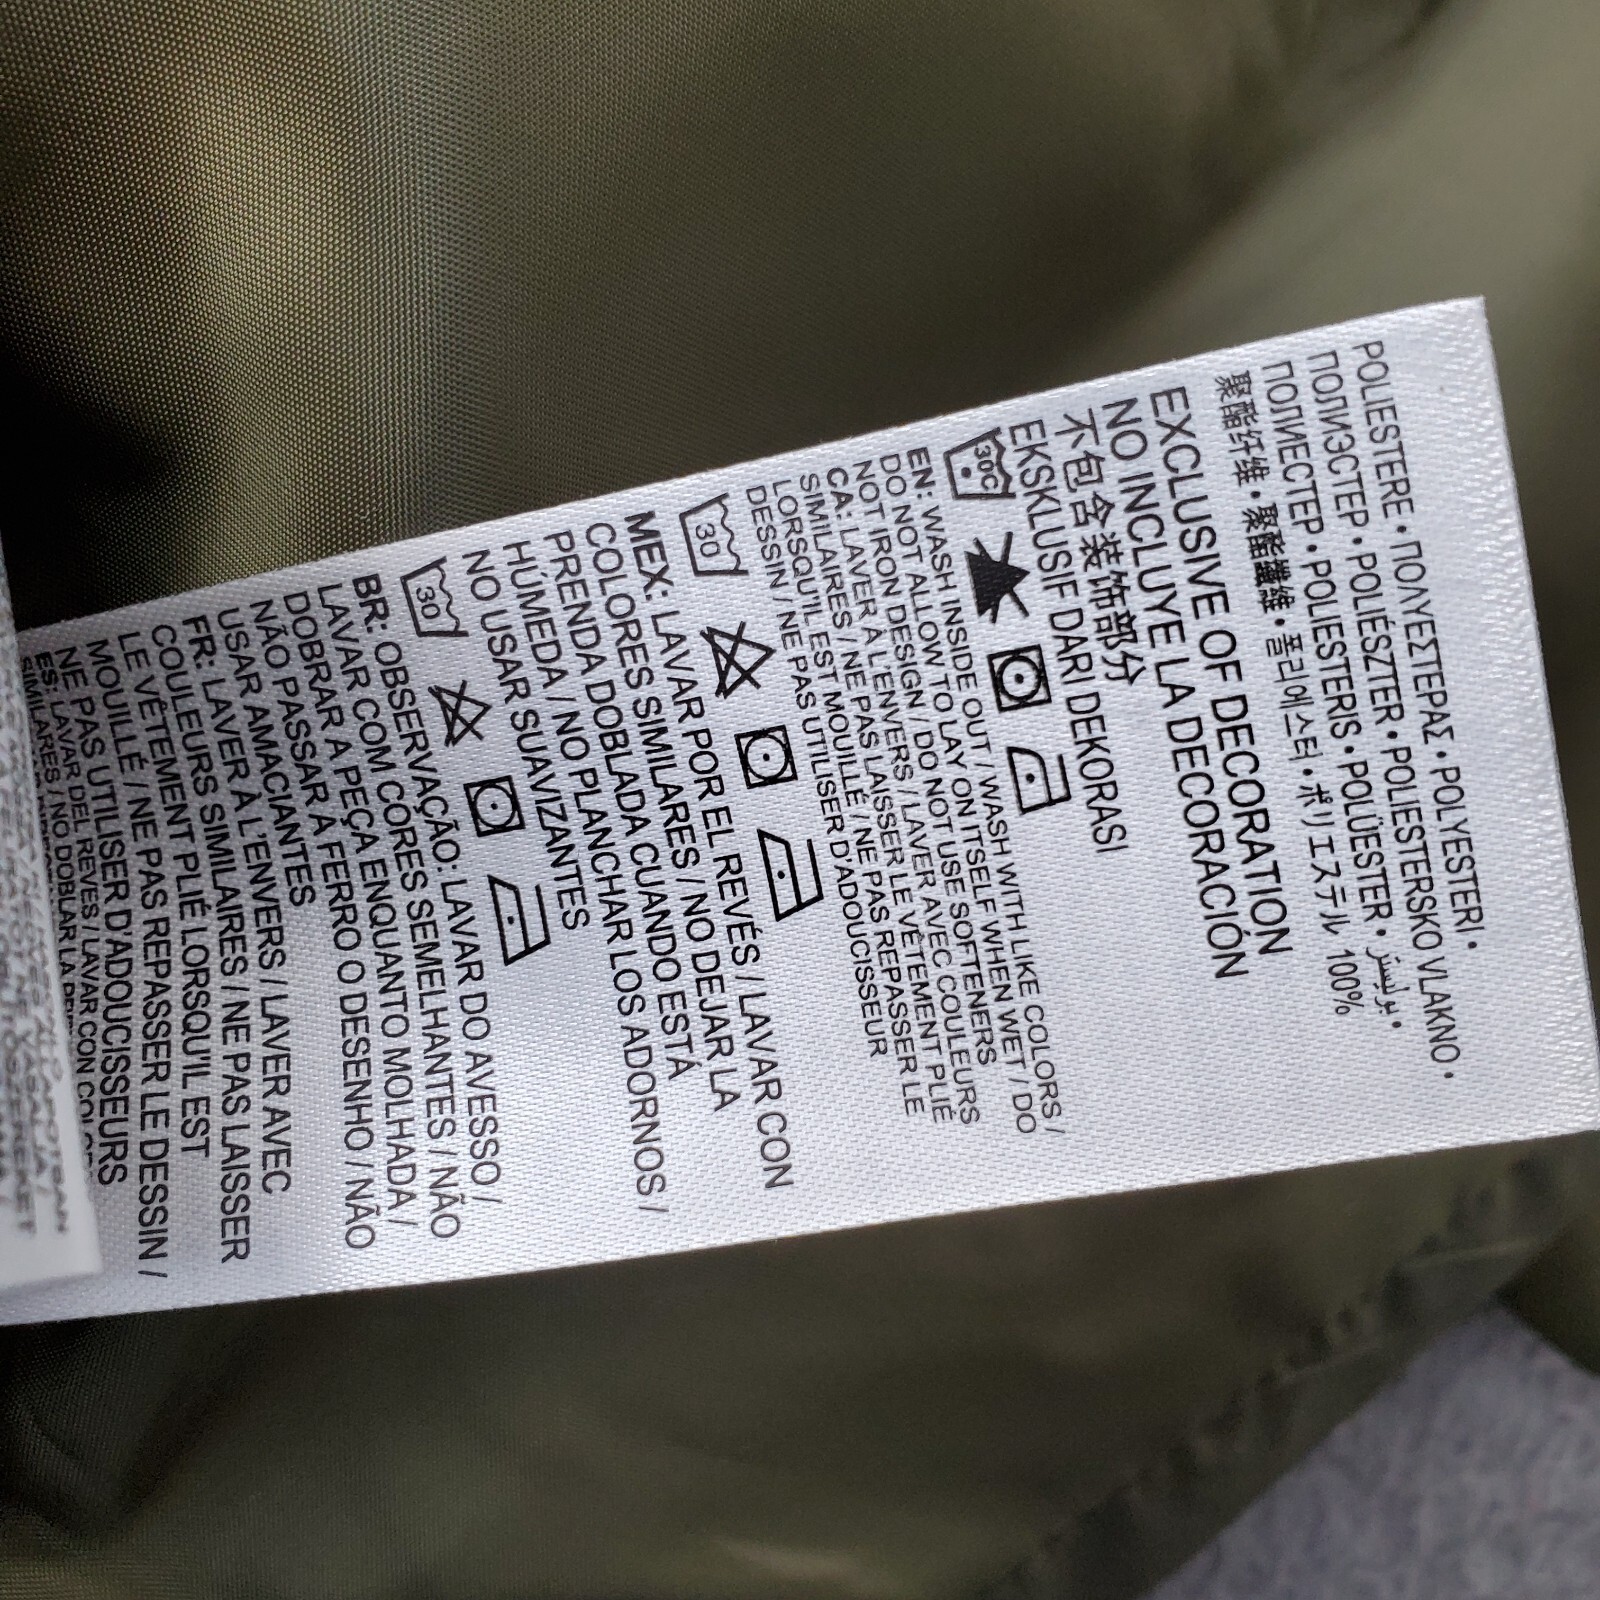 POLIESTERE • ΠΟΛΥΕΣΤΕΡΑΣ • POLYESTERI •
ПОЛИЭСТЕР • POLIÉSZTER • POLIESTERSKO VLAKNO •
ПОЛИЕСТЕР • POLIESTERIS • POLÜESTER • بوليستر •
聚酯纤维 • 聚酯纖維 • 폴리에스터 • ポリエステル 100%
EXCLUSIVE OF DECORATION
NO INCLUYE LA DECORACIÓN
不包含装饰部分
EKSKLUSIF DARI DEKORASI
30C
EN: WASH INSIDE OUT / WASH WITH LIKE COLORS /
DO NOT ALLOW TO LAY ON ITSELF WHEN WET / DO
NOT IRON DESIGN / DO NOT USE SOFTENERS
CA: LAVER À L'ENVERS / LAVER AVEC COULEURS
SIMILAIRES / NE PAS LAISSER LE VÊTEMENT PLIÉ
LORSQU'IL EST MOUILLÉ / NE PAS REPASSER LE
DESSIN / NE PAS UTILISER D'ADOUCISSEUR
30
MEX: LAVAR POR EL REVÉS / LAVAR CON
COLORES SIMILARES / NO DEJAR LA
PRENDA DOBLADA CUANDO ESTÁ
HÚMEDA / NO PLANCHAR LOS ADORNOS /
NO USAR SUAVIZANTES
30
BR: OBSERVAÇÃO: LAVAR DO AVESSO /
LAVAR COM CORES SEMELHANTES / NÃO
DOBRAR A PEÇA ENQUANTO MOLHADA /
NÃO PASSAR À FERRO O DESENHO / NÃO
USAR AMACIANTES
FR: LAVER À L'ENVERS / LAVER AVEC
COULEURS SIMILAIRES / NE PAS LAISSER
LE VÊTEMENT PLIÉ LORSQU'IL EST
MOUILLÉ / NE PAS REPASSER LE DESSIN /
NE PAS UTILISER D'ADOUCISSEURS
ES: LAVAR DEL REVÉS / LAVAR CON
SIMILARES / NO DOBLAR LA